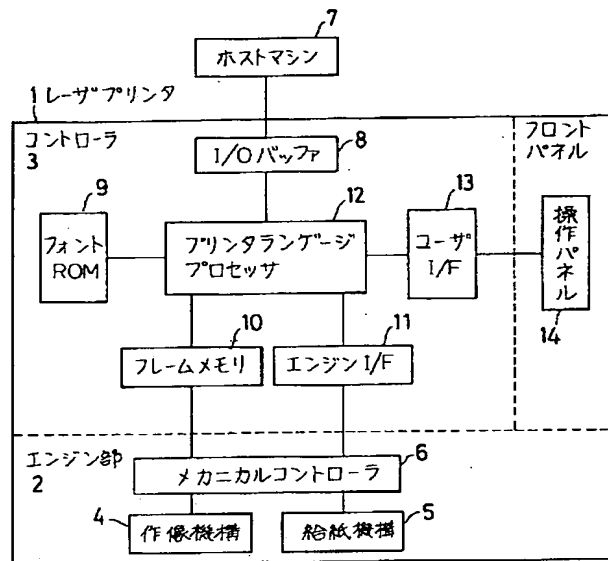 7
ホストマシン
1 レーザプリンタ
コントローラ
3
フロント
パネル
I/Oバッファ
8
9
フォント
ROM
12
プリンタランゲージ
プロセッサ
13
ユーザ
I/F
操作パネル
14
10
フレームメモリ
11
エンジンI/F
エンジン部
2
メカニカルコントローラ
6
4
作像機構
給紙機構
5